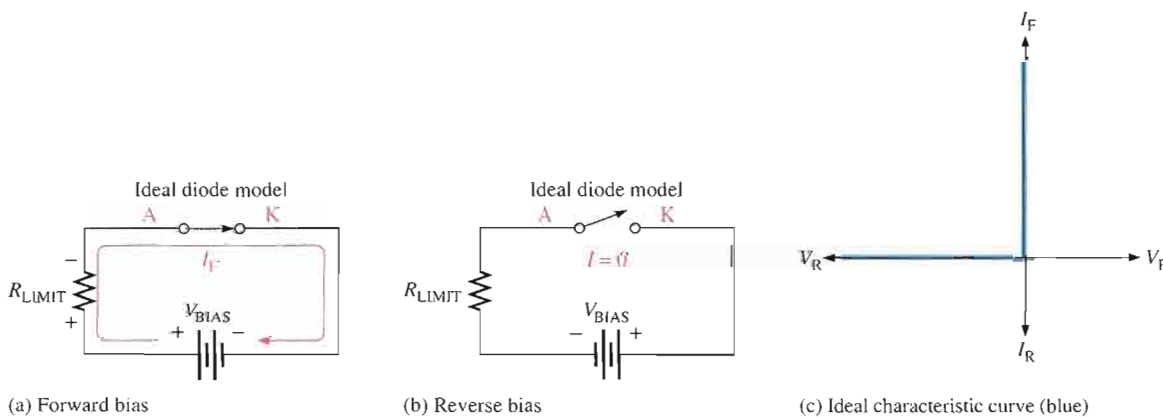 Ideal diode model
A K
I_F
−
R_LIMIT
+
V_BIAS
+ −
(a) Forward bias
Ideal diode model
A K
I = 0
R_LIMIT
V_BIAS
− +
(b) Reverse bias
I_F
V_R V_F
I_R
(c) Ideal characteristic curve (blue)